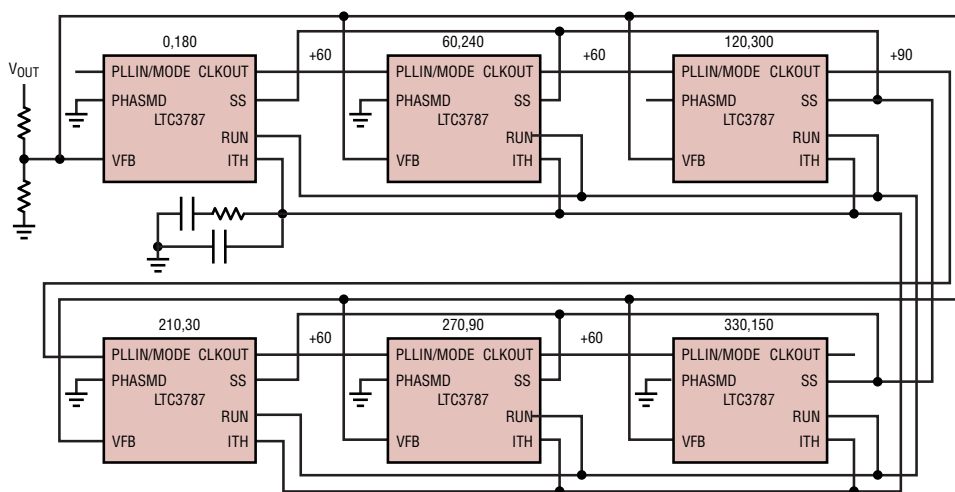 0,180
60,240
120,300
VOUT
+60
+60
+90
PLLIN/MODE CLKOUT
PHASMD SS
LTC3787
RUN
VFB ITH
PLLIN/MODE CLKOUT
PHASMD SS
LTC3787
RUN
VFB ITH
PLLIN/MODE CLKOUT
PHASMD SS
LTC3787
RUN
VFB ITH
210,30
270,90
330,150
+60
+60
PLLIN/MODE CLKOUT
PHASMD SS
LTC3787
RUN
VFB ITH
PLLIN/MODE CLKOUT
PHASMD SS
LTC3787
RUN
VFB ITH
PLLIN/MODE CLKOUT
PHASMD SS
LTC3787
RUN
VFB ITH